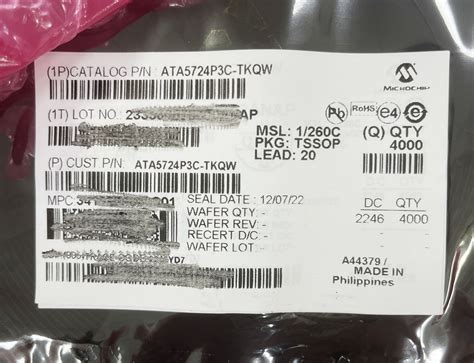 (1P)CATALOG P/N: ATA5724P3C-TKQW
MICROCHIP
(1T) LOT NO: AP
Pb RoHS e4 e
MSL: 1/260C (Q) QTY
PKG: TSSOP 4000
LEAD: 20
(P) CUST P/N: ATA5724P3C-TKQW
MPC
SEAL DATE : 12/07/22
WAFER QTY: -
WAFER REV: -
RECERT D/C: -
WAFER LOT: -
DC QTY
2246 4000
YD7
A44379 /
MADE IN
Philippines